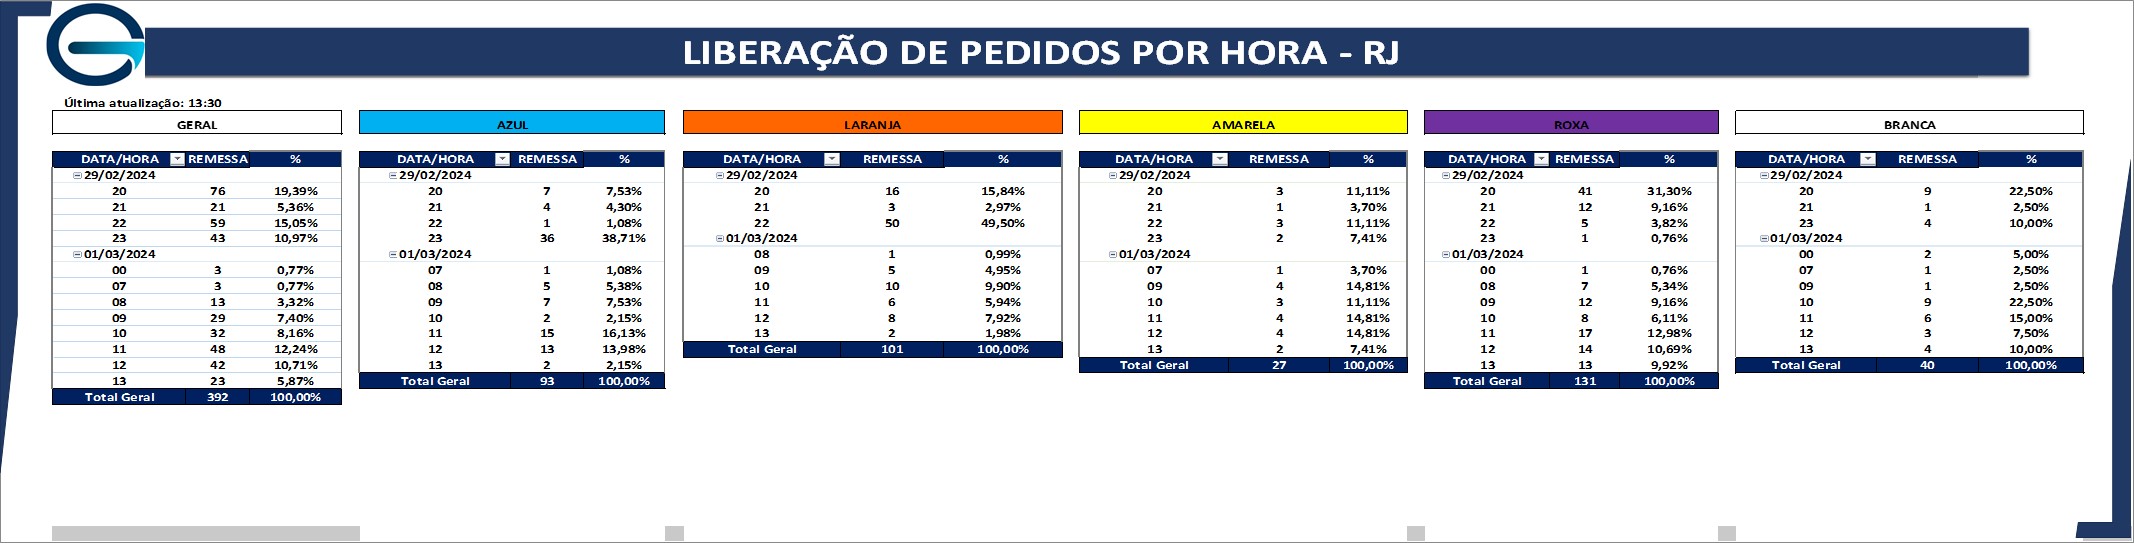 LIBERAÇÃO DE PEDIDOS POR HORA - RJ
Última atualização: 13:30
GERAL
DATA/HORA REMESSA %
29/02/2024
20 76 19,39%
21 21 5,36%
22 59 15,05%
23 43 10,97%
01/03/2024
00 3 0,77%
07 3 0,77%
08 13 3,32%
09 29 7,40%
10 32 8,16%
11 48 12,24%
12 42 10,71%
13 23 5,87%
Total Geral 392 100,00%
AZUL
DATA/HORA REMESSA %
29/02/2024
20 7 7,53%
21 4 4,30%
22 1 1,08%
23 36 38,71%
01/03/2024
07 1 1,08%
08 5 5,38%
09 7 7,53%
10 2 2,15%
11 15 16,13%
12 13 13,98%
13 2 2,15%
Total Geral 93 100,00%
LARANJA
DATA/HORA REMESSA %
29/02/2024
20 16 15,84%
21 3 2,97%
22 50 49,50%
01/03/2024
08 1 0,99%
09 5 4,95%
10 10 9,90%
11 6 5,94%
12 8 7,92%
13 2 1,98%
Total Geral 101 100,00%
AMARELA
DATA/HORA REMESSA %
29/02/2024
20 3 11,11%
21 1 3,70%
22 3 11,11%
23 2 7,41%
01/03/2024
07 1 3,70%
09 4 14,81%
10 3 11,11%
11 4 14,81%
12 4 14,81%
13 2 7,41%
Total Geral 27 100,00%
ROXA
DATA/HORA REMESSA %
29/02/2024
20 41 31,30%
21 12 9,16%
22 5 3,82%
23 1 0,76%
01/03/2024
00 1 0,76%
08 7 5,34%
09 12 9,16%
10 8 6,11%
11 17 12,98%
12 14 10,69%
13 13 9,92%
Total Geral 131 100,00%
BRANCA
DATA/HORA REMESSA %
29/02/2024
20 9 22,50%
21 1 2,50%
23 4 10,00%
01/03/2024
00 2 5,00%
07 1 2,50%
09 1 2,50%
10 9 22,50%
11 6 15,00%
12 3 7,50%
13 4 10,00%
Total Geral 40 100,00%